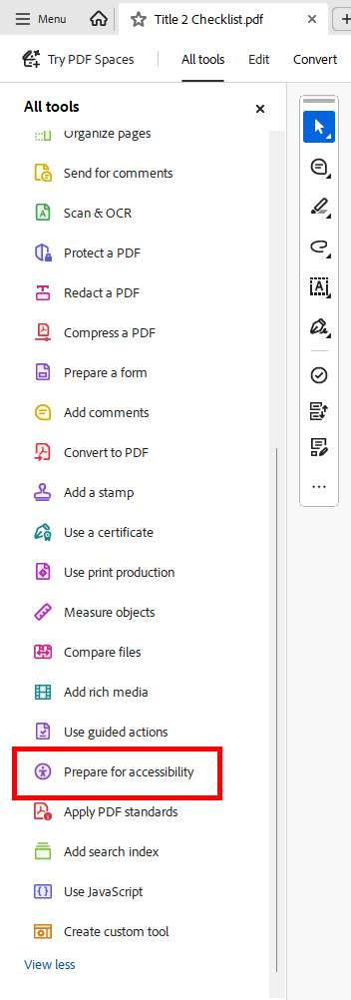 Menu
Title 2 Checklist.pdf
Try PDF Spaces
All tools
Edit
Convert
All tools
Organize pages
Send for comments
Scan & OCR
Protect a PDF
Redact a PDF
Compress a PDF
Prepare a form
Add comments
Convert to PDF
Add a stamp
Use a certificate
Use print production
Measure objects
Compare files
Add rich media
Use guided actions
Prepare for accessibility
Apply PDF standards
Add search index
Use JavaScript
Create custom tool
View less